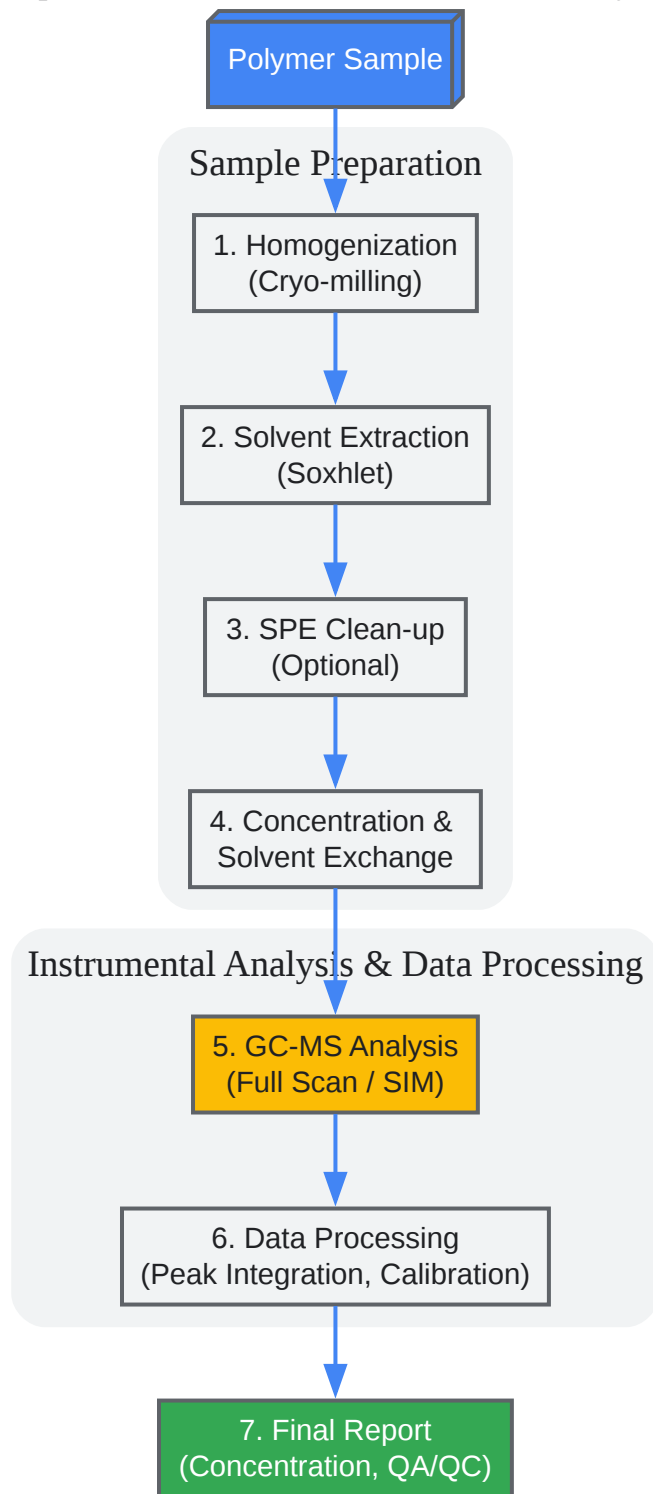 Polymer Sample
Sample Preparation
1. Homogenization
(Cryo-milling)
2. Solvent Extraction
(Soxhlet)
3. SPE Clean-up
(Optional)
4. Concentration &
Solvent Exchange
Instrumental Analysis & Data Processing
5. GC-MS Analysis
(Full Scan / SIM)
6. Data Processing
(Peak Integration, Calibration)
7. Final Report
(Concentration, QA/QC)